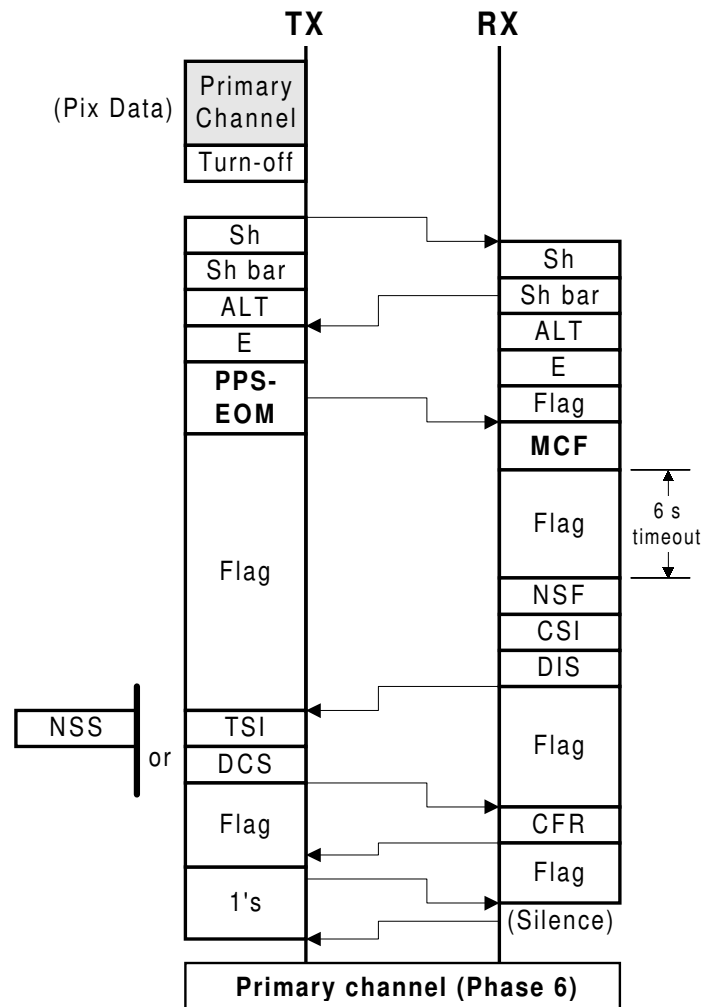 TX
RX
(Pix Data)
Primary
Channel
Turn-off
Sh
Sh bar
ALT
E
PPS-
EOM
Flag
Sh
Sh bar
ALT
E
Flag
MCF
Flag
6 s
timeout
NSF
CSI
DIS
NSS
or
TSI
DCS
Flag
1's
Flag
CFR
Flag
(Silence)
Primary channel (Phase 6)